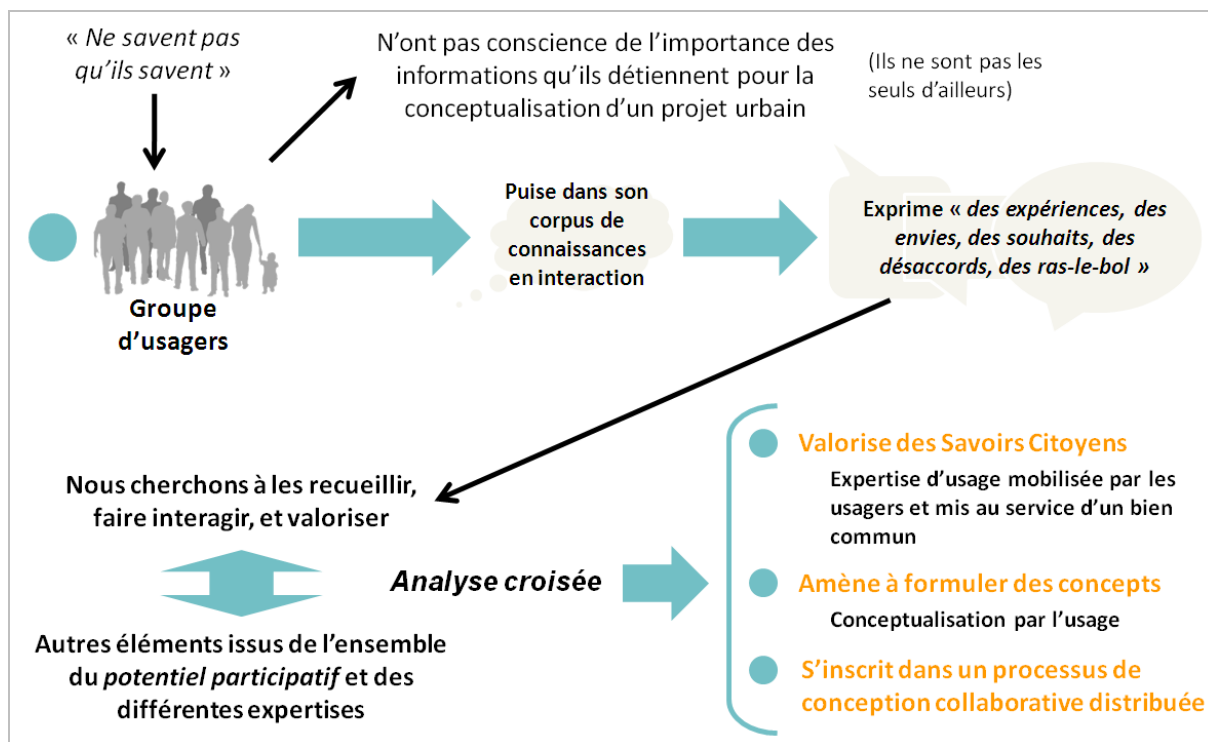 « Ne savent pas
qu'ils savent »
N'ont pas conscience de l'importance des
informations qu'ils détiennent pour la
conceptualisation d'un projet urbain
(Ils ne sont pas les
seuls d'ailleurs)
Groupe
d'usagers
Puise dans son
corpus de
connaissances
en interaction
Exprime « des expériences, des
envies, des souhaits, des
désaccords, des ras-le-bol »
Nous cherchons à les recueillir,
faire interagir, et valoriser
Autres éléments issus de l'ensemble
du potentiel participatif et des
différentes expertises
Analyse croisée
Valorise des Savoirs Citoyens
Expertise d'usage mobilisée par les
usagers et mis au service d'un bien
commun
Amène à formuler des concepts
Conceptualisation par l'usage
S'inscrit dans un processus de
conception collaborative distribuée